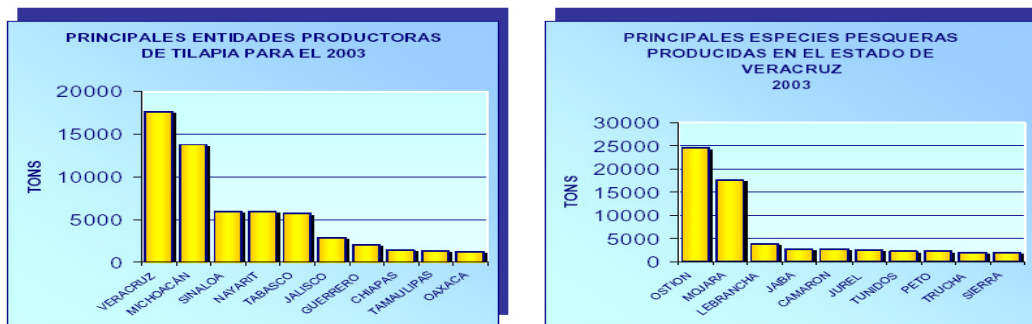 PRINCIPALES ENTIDADES PRODUCTORAS
DE TILAPIA PARA EL 2003
TONS
20000
15000
10000
5000
0
VERACRUZ
MICHOACÁN
SINALOA
NAYARIT
TABASCO
JALISCO
GUERRERO
CHIAPAS
TAMAULIPAS
OAXACA
PRINCIPALES ESPECIES PESQUERAS
PRODUCIDAS EN EL ESTADO DE
VERACRUZ
2003
TONS
30000
25000
20000
15000
10000
5000
0
OSTION
MOJARA
LEBRANCHA
JAIBA
CAMARON
JUREL
TUNIDOS
PETO
TRUCHA
SIERRA